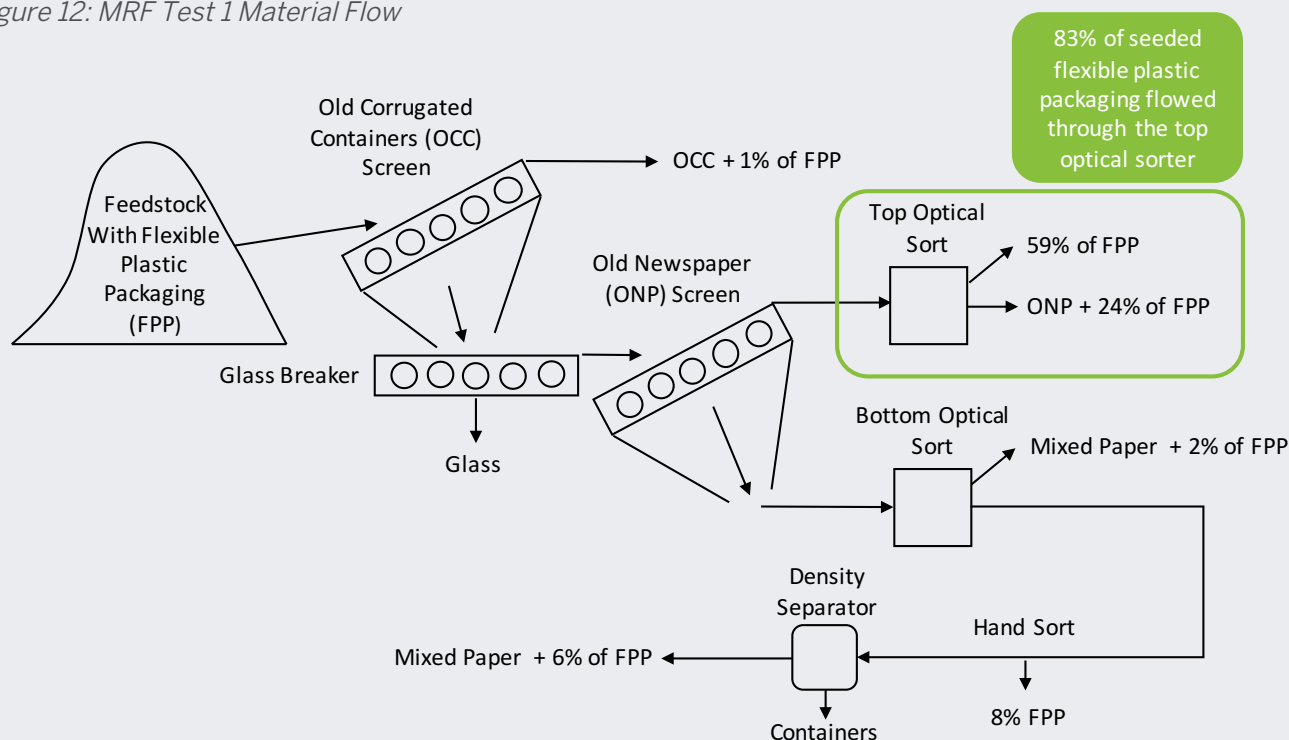 gure 12: MRF Test 1 Material Flow
83% of seeded
flexible plastic
packaging flowed
through the top
optical sorter
Old Corrugated
Containers (OCC)
Screen
OCC + 1% of FPP
Feedstock
With Flexible
Plastic
Packaging
(FPP)
Top Optical
Sort
59% of FPP
ONP + 24% of FPP
Old Newspaper
(ONP) Screen
Glass Breaker
Glass
Bottom Optical
Sort
Mixed Paper + 2% of FPP
Density
Separator
Hand Sort
Mixed Paper + 6% of FPP
8% FPP
Containers